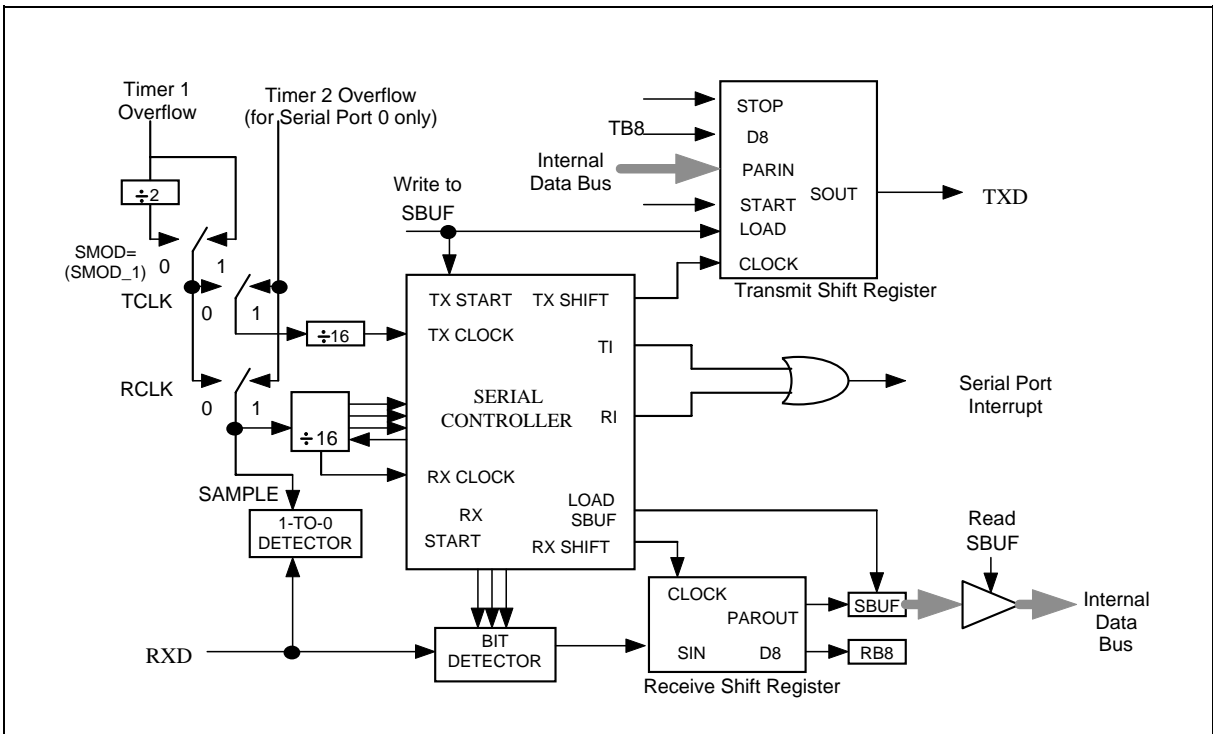 Timer 1
Overflow
Timer 2 Overflow
(for Serial Port 0 only)
÷2
SMOD=
(SMOD_1)
0
1
TCLK
0
1
÷16
RCLK
0
1
÷16
SAMPLE
1-TO-0
DETECTOR
RXD
Write to
SBUF
TX START
TX SHIFT
TX CLOCK
TI
SERIAL
CONTROLLER
RI
RX CLOCK
LOAD
SBUF
RX
START
RX SHIFT
BIT
DETECTOR
TB8
Internal
Data Bus
STOP
D8
PARIN
SOUT
START
LOAD
CLOCK
Transmit Shift Register
TXD
Serial Port
Interrupt
CLOCK
PAROUT
SIN
D8
Receive Shift Register
SBUF
RB8
Read
SBUF
Internal
Data
Bus